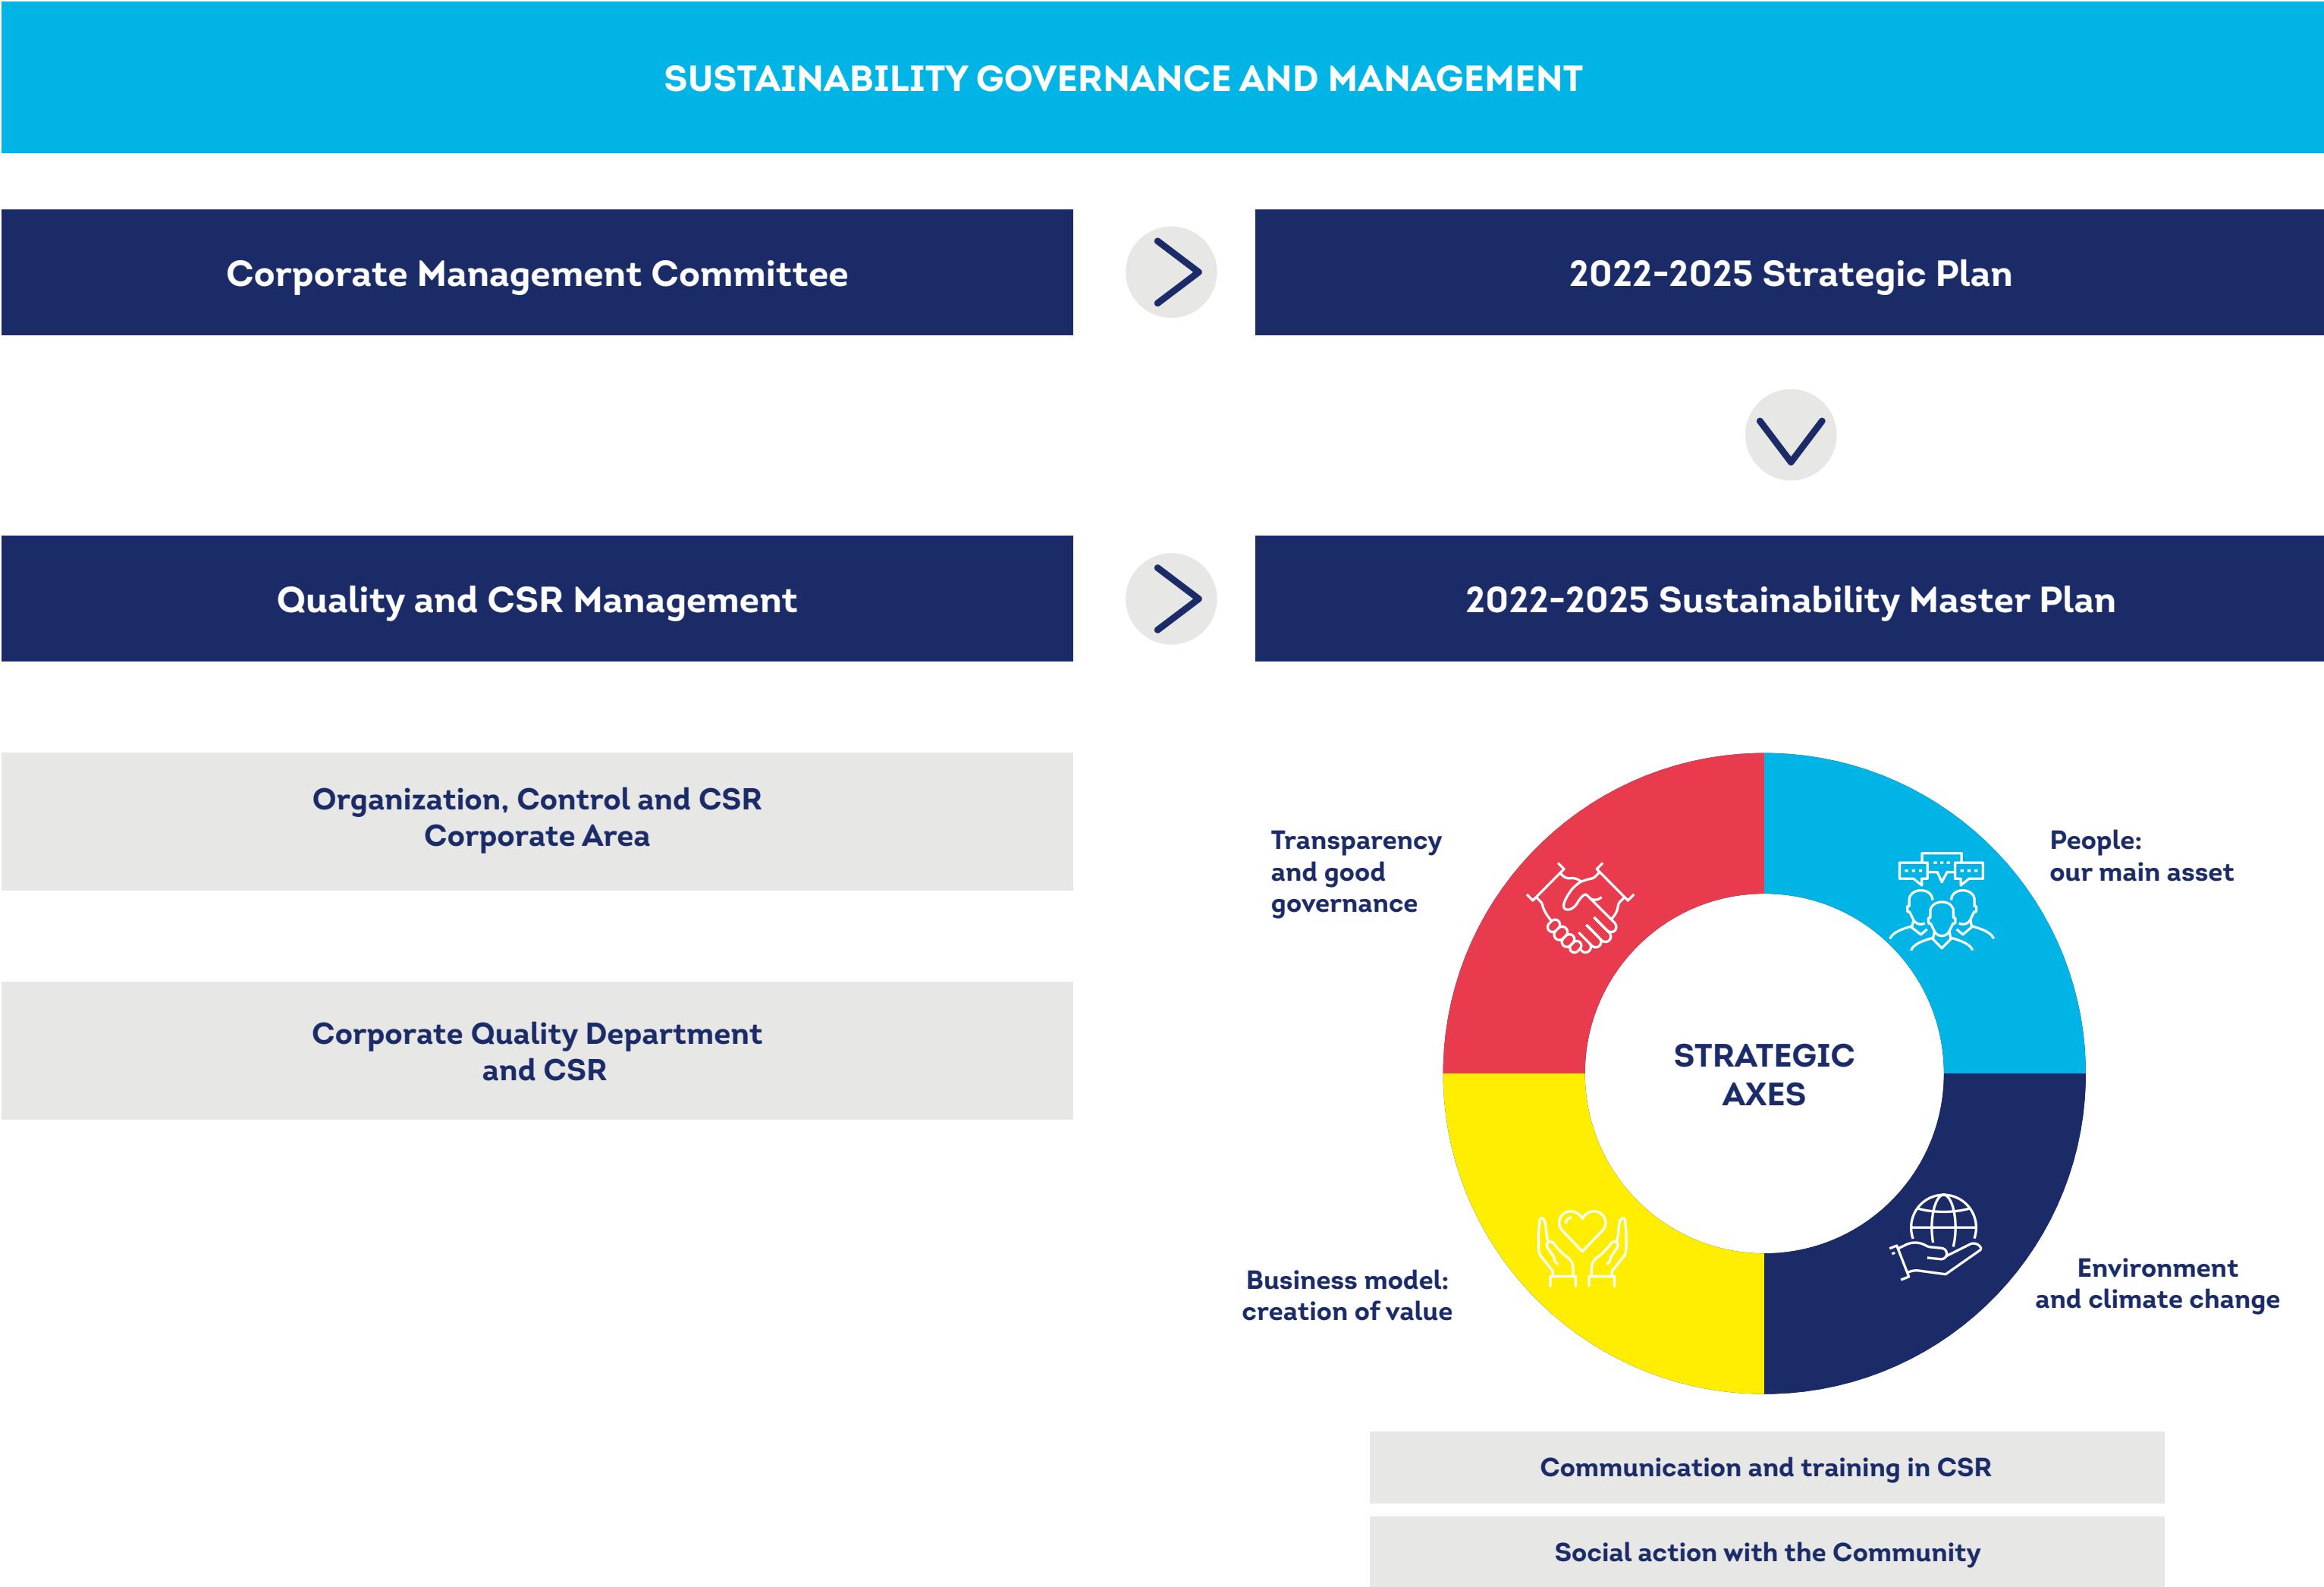 SUSTAINABILITY GOVERNANCE AND MANAGEMENT
Corporate Management Committee
2022-2025 Strategic Plan
Quality and CSR Management
2022-2025 Sustainability Master Plan
Organization, Control and CSR
Corporate Area
Corporate Quality Department
and CSR
Transparency
and good
governance
People:
our main asset
STRATEGIC
AXES
Business model:
creation of value
Environment
and climate change
Communication and training in CSR
Social action with the Community